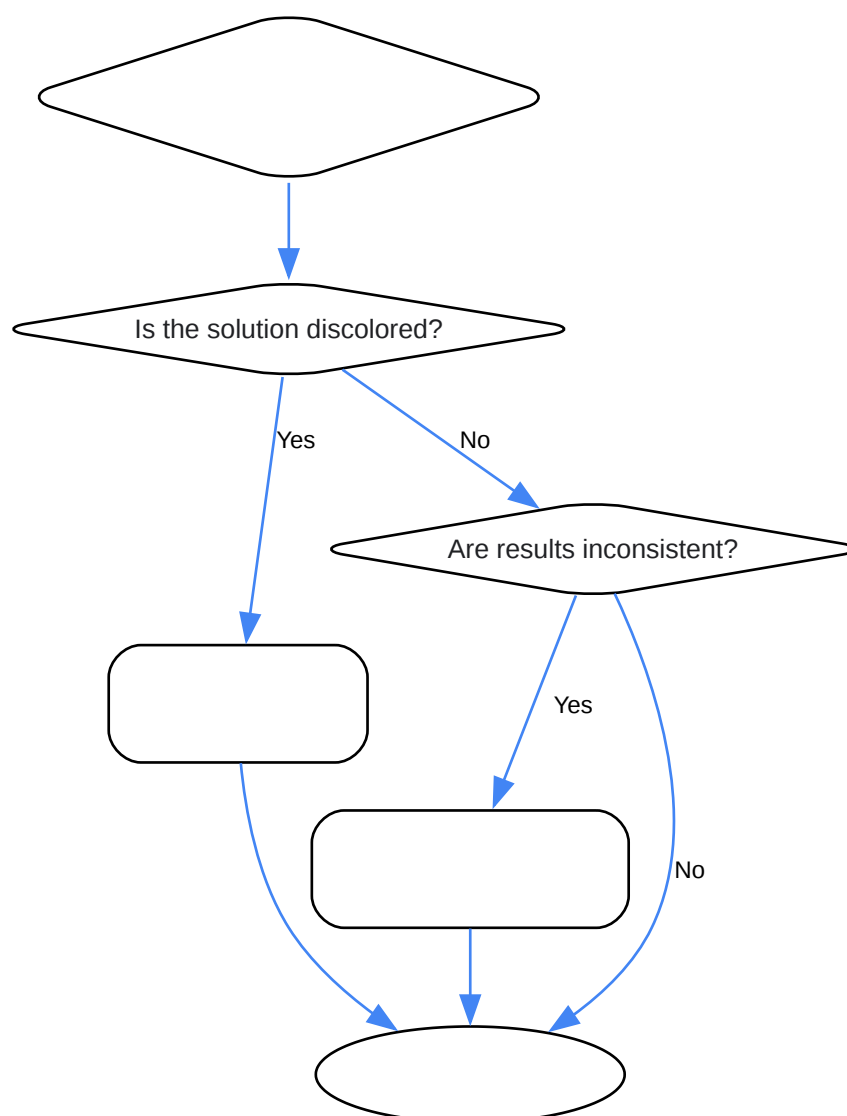 Is the solution discolored?
Yes
No
Are results inconsistent?
Yes
No